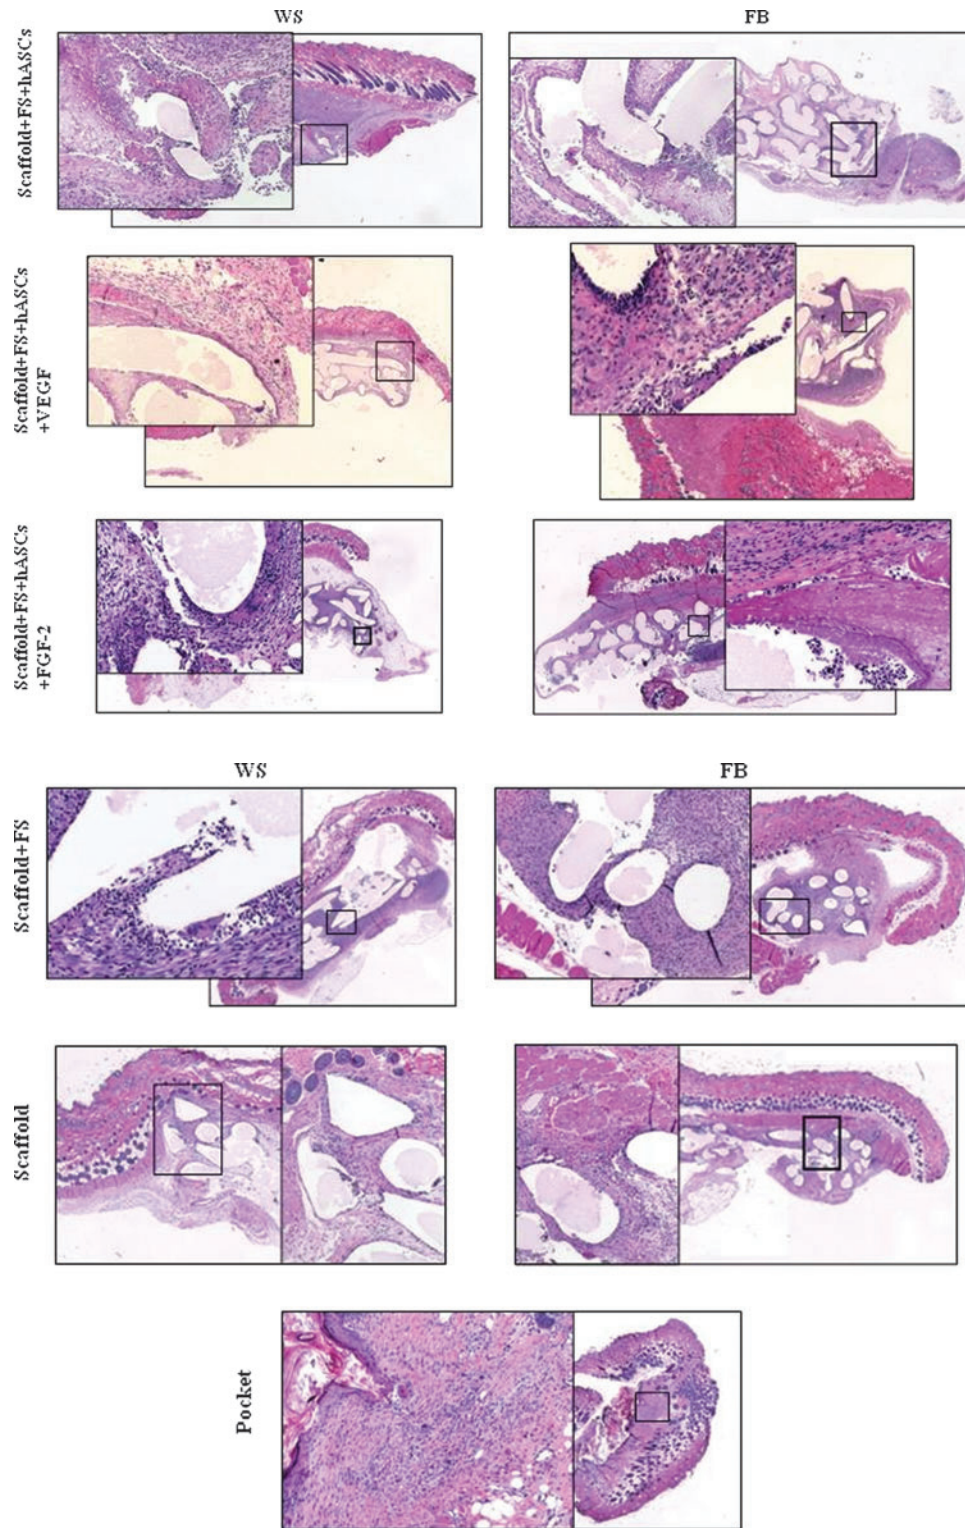 WS
FB
Scaffold+FS+hASCs
Scaffold+FS+hASCs
+VEGF
Scaffold+FS+hASCs
+FGF-2
WS
FB
Scaffold+FS
Scaffold
Pocket